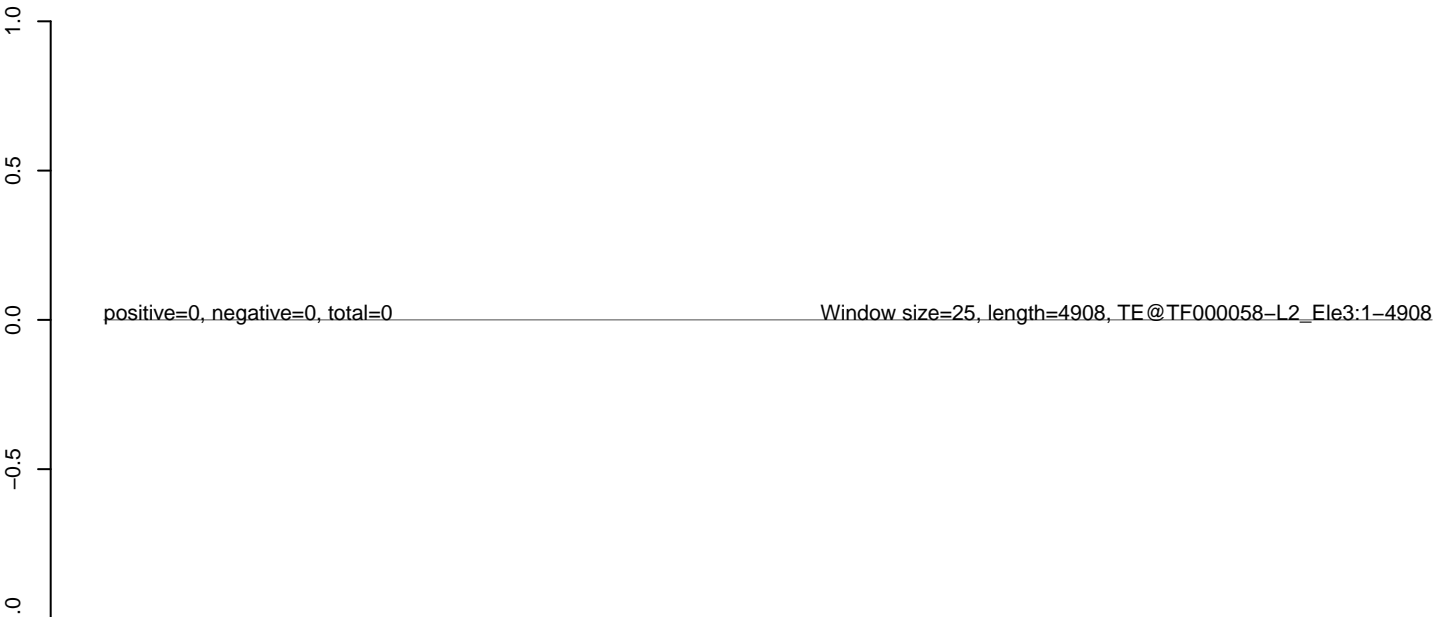 1.0
0.5
0.0
positive=0, negative=0, total=0
Window size=25, length=4908, TE@TF000058−L2_Ele3:1−4908
−0.5
.0